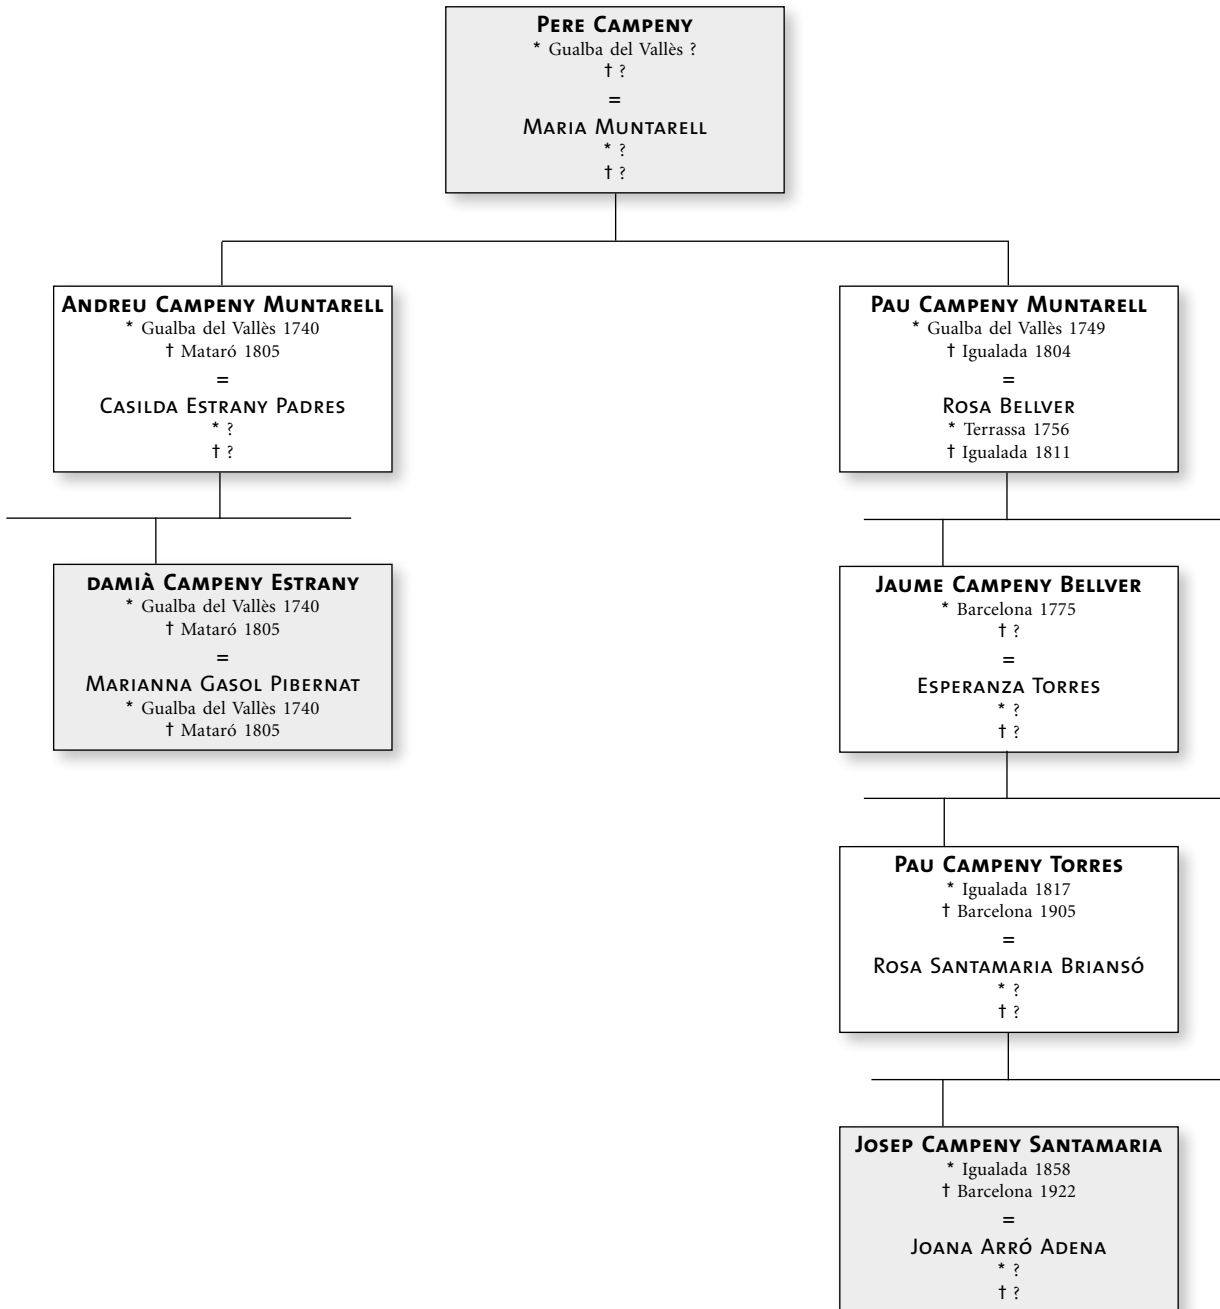 Pere Campeny
* Gualba del Vallès ?
† ?
=
Maria Muntarell
* ?
† ?
Andreu Campeny Muntarell
* Gualba del Vallès 1740
† Mataró 1805
=
Casilda Estrany Padres
* ?
† ?
Pau Campeny Muntarell
* Gualba del Vallès 1749
† Igualada 1804
=
Rosa Bellver
* Terrassa 1756
† Igualada 1811
damià Campeny Estrany
* Gualba del Vallès 1740
† Mataró 1805
=
Marianna Gasol Pibernat
* Gualba del Vallès 1740
† Mataró 1805
Jaume Campeny Bellver
* Barcelona 1775
† ?
=
Esperanza Torres
* ?
† ?
Pau Campeny Torres
* Igualada 1817
† Barcelona 1905
=
Rosa Santamaria Briansó
* ?
† ?
Josep Campeny Santamaria
* Igualada 1858
† Barcelona 1922
=
Joana Arró Adena
* ?
† ?